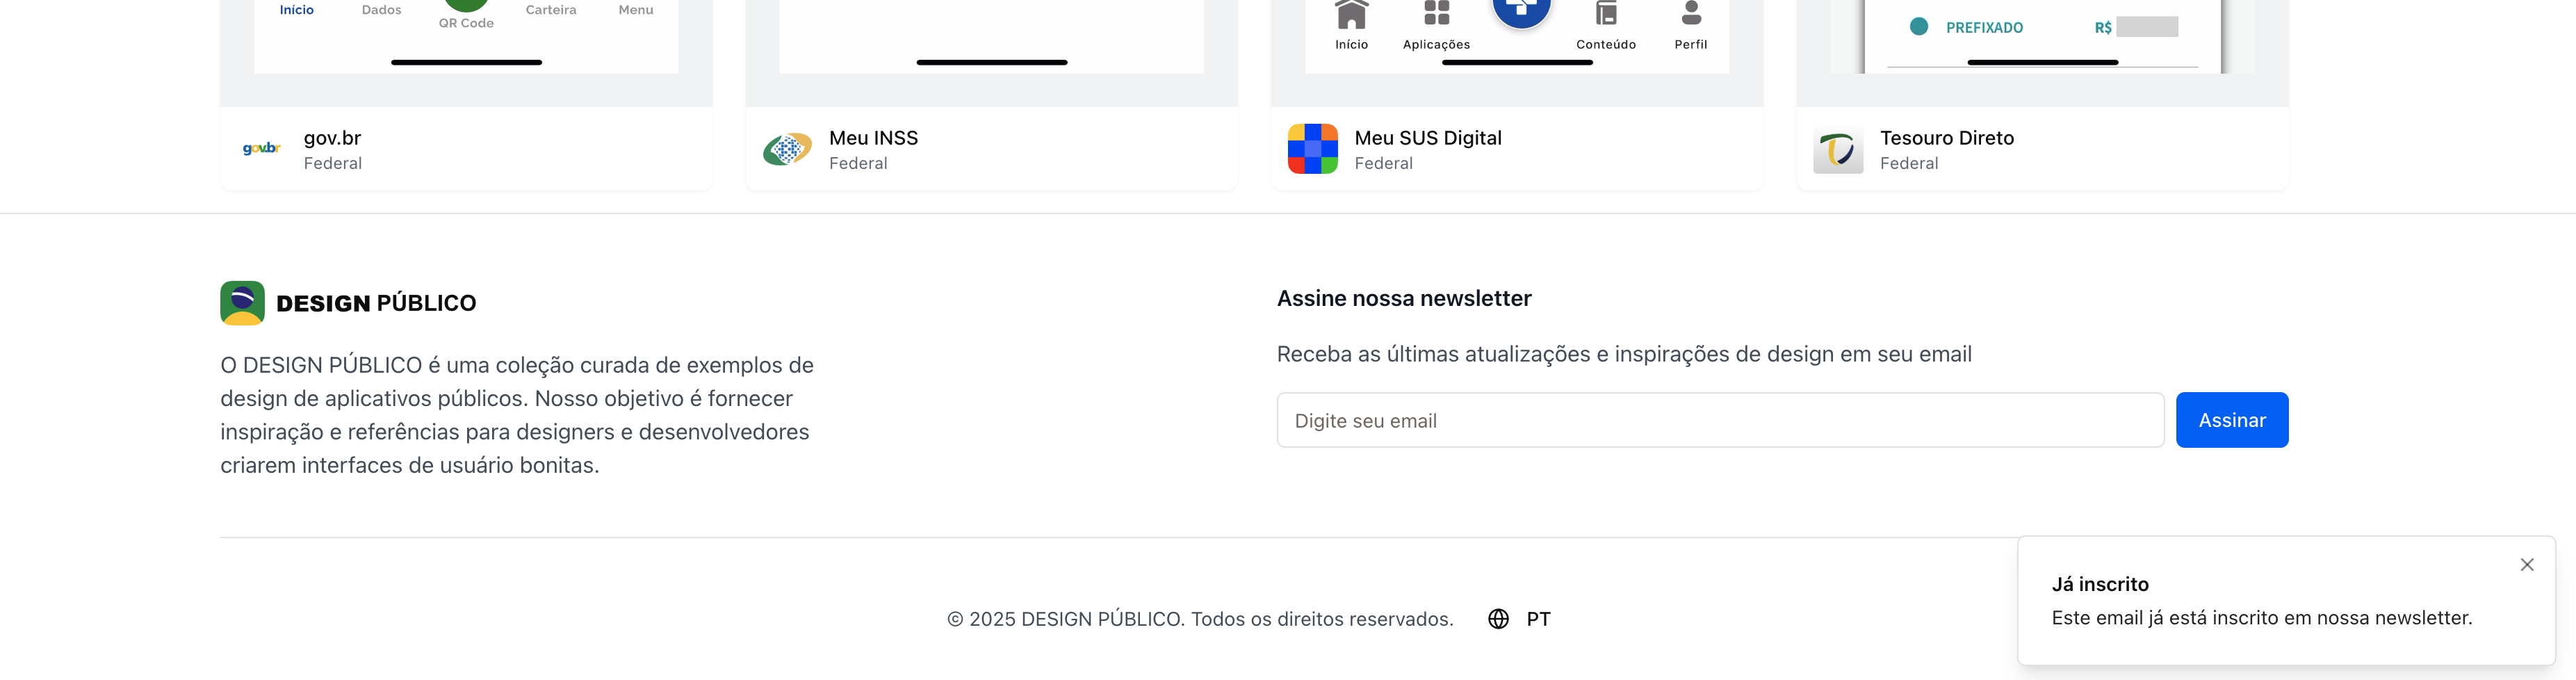 Início
Dados
QR Code
Carteira
Menu
Início
Aplicações
Conteúdo
Perfil
PREFIXADO R$
gov.br
gov.br
Federal
Meu INSS
Federal
Meu SUS Digital
Federal
Tesouro Direto
Federal
DESIGN PÚBLICO
O DESIGN PÚBLICO é uma coleção curada de exemplos de
design de aplicativos públicos. Nosso objetivo é fornecer
inspiração e referências para designers e desenvolvedores
criarem interfaces de usuário bonitas.
Assine nossa newsletter
Receba as últimas atualizações e inspirações de design em seu email
Digite seu email
Assinar
© 2025 DESIGN PÚBLICO. Todos os direitos reservados.
PT
Já inscrito
Este email já está inscrito em nossa newsletter.